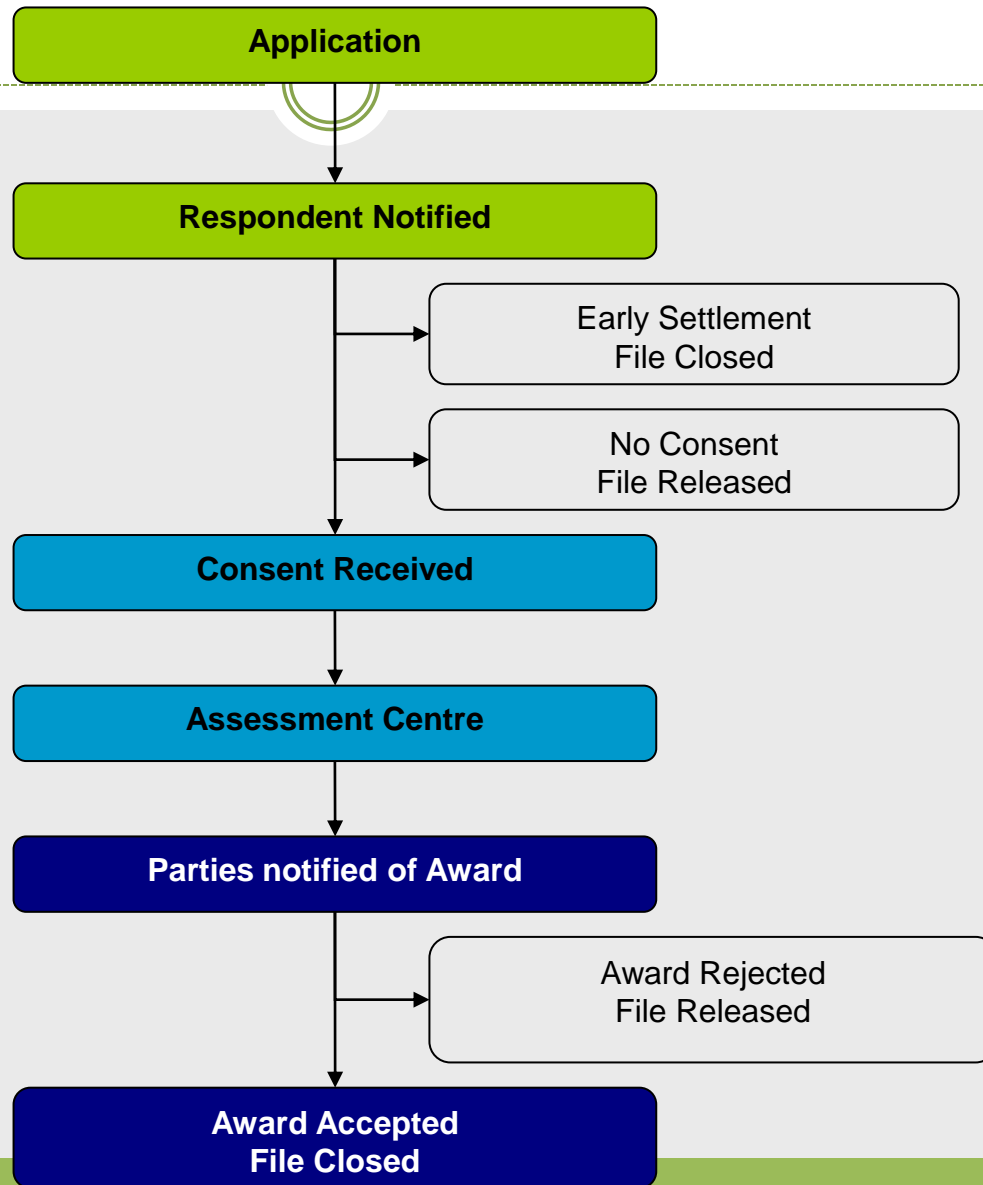 Application
Respondent Notified
Early Settlement
File Closed
No Consent
File Released
Consent Received
Assessment Centre
Parties notified of Award
Award Rejected
File Released
Award Accepted
File Closed